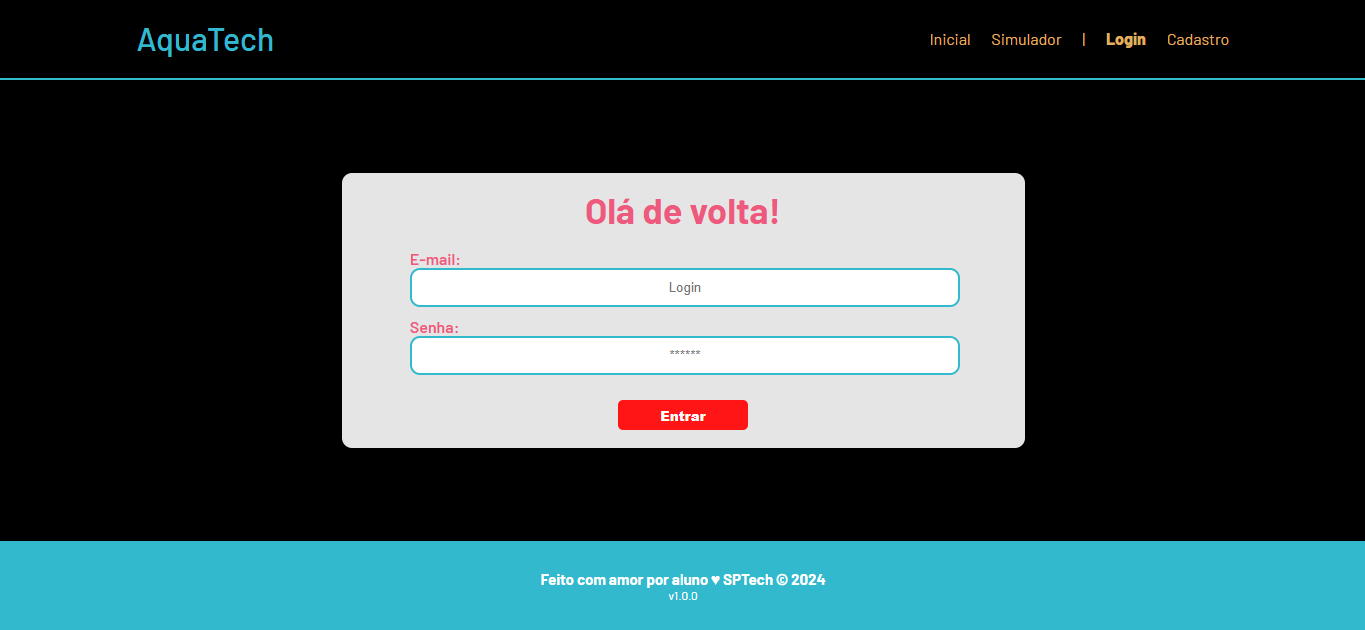 AquaTech
Inicial Simulador | Login Cadastro
Olá de volta!
E-mail:
Login
Senha:
******
Entrar
Feito com amor por aluno ♥ SPTech © 2024
v1.0.0